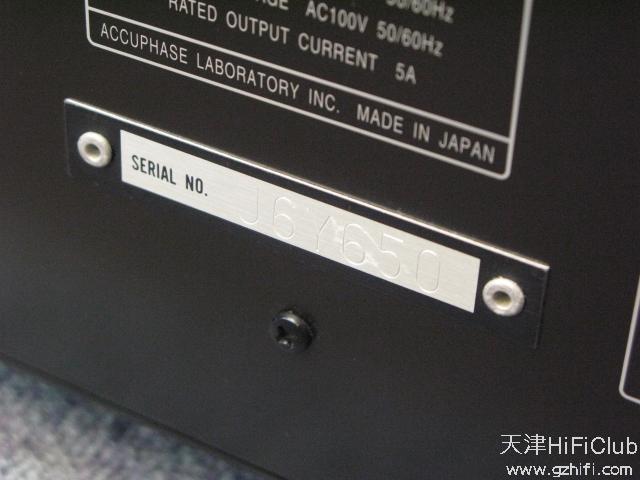 AC100V 50/60Hz
RATED OUTPUT CURRENT 5A
ACCUPHASE LABORATORY INC. MADE IN JAPAN
SERIAL NO. J6Y650
天津HiFiClub
www.gzhifi.com